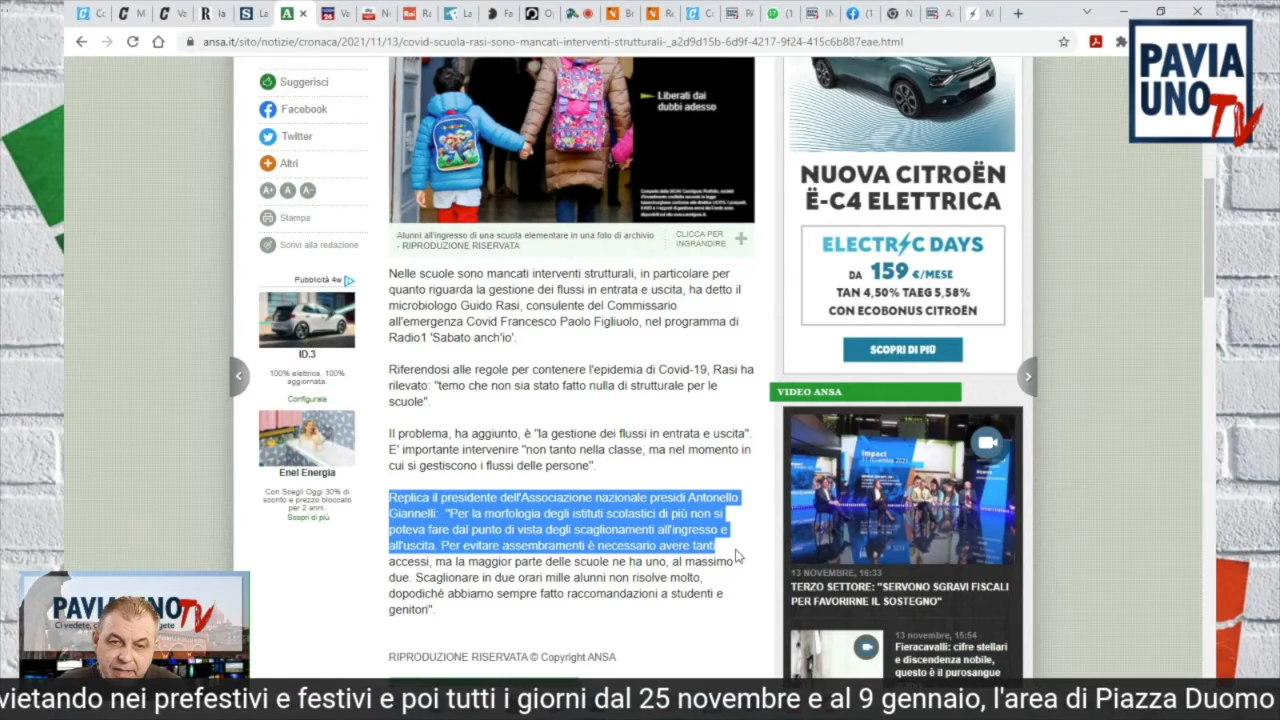 ansa.it/sito/notizie/cronaca/2021/11/13/covid-scuola-rasi-sono-mancati-interventi-strutturali-_a2d9d15b-6d9f-4217-9f24-415c6b887eae.html
PAVIA
UNO TV
Suggerisci
Facebook
Twitter
Altri
A+ A A-
Stampa
Scrivi alla redazione
Pubblicità 4w
ID.3
100% elettrica. 100%
aggiornata.
Configurala
Enel Energia
Con Scegli Oggi 30% di
sconto e prezzo bloccato
per 2 anni.
Scopri di più
Liberati dai
dubbi adesso
Alunni all'ingresso di una scuola elementare in una foto di archivio
- RIPRODUZIONE RISERVATA
CLICCA PER
INGRANDIRE
Nelle scuole sono mancati interventi strutturali, in particolare per
quanto riguarda la gestione dei flussi in entrata e uscita, ha detto il
microbiologo Guido Rasi, consulente del Commissario
all'emergenza Covid Francesco Paolo Figliuolo, nel programma di
Radio1 'Sabato anch'io'.
Riferendosi alle regole per contenere l'epidemia di Covid-19, Rasi ha
rilevato: "temo che non sia stato fatto nulla di strutturale per le
scuole".
Il problema, ha aggiunto, è "la gestione dei flussi in entrata e uscita".
E' importante intervenire "non tanto nella classe, ma nel momento in
cui si gestiscono i flussi delle persone".
Replica il presidente dell'Associazione nazionale presidi Antonello
Giannelli: "Per la morfologia degli istituti scolastici di più non si
poteva fare dal punto di vista degli scaglionamenti all'ingresso e
all'uscita. Per evitare assembramenti è necessario avere tanti
accessi, ma la maggior parte delle scuole ne ha uno, al massimo
due. Scaglionare in due orari mille alunni non risolve molto,
dopodiché abbiamo sempre fatto raccomandazioni a studenti e
genitori".
RIPRODUZIONE RISERVATA © Copyright ANSA
NUOVA CITROËN
Ë-C4 ELETTRICA
ELECTRIC DAYS
DA 159 €/MESE
TAN 4,50% TAEG 5,58%
CON ECOBONUS CITROËN
SCOPRI DI PIÙ
VIDEO ANSA
Impact
13 NOVEMBRE, 16:33
TERZO SETTORE: "SERVONO SGRAVI FISCALI
PER FAVORIRNE IL SOSTEGNO"
13 novembre, 15:54
Fieracavalli: cifre stellari
e discendenza nobile,
questo è il purosangue
PAVIA UNO TV
vietando nei prefestivi e festivi e poi tutti i giorni dal 25 novembre e al 9 gennaio, l'area di Piazza Duomo